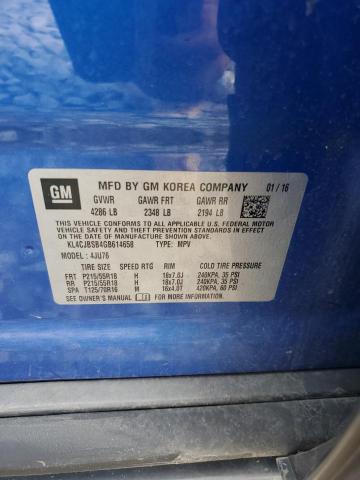 GM
MFD BY GM KOREA COMPANY 01/16
GVWR GAWR FRT GAWR RR
4286 LB 2348 LB 2194 LB
THIS VEHICLE CONFORMS TO ALL APPLICABLE U.S. FEDERAL MOTOR
VEHICLE SAFETY AND THEFT PREVENTION STANDARDS IN
EFFECT ON THE DATE OF MANUFACTURE SHOWN ABOVE.
KL4CJBSB4GB614658 TYPE: MPV
MODEL : 4JU76
TIRE SIZE SPEED RTG RIM COLD TIRE PRESSURE
FRT P215/55R18 H 18x7.0J 240KPA, 35 PSI
RR P215/55R18 H 18x7.0J 240KPA, 35 PSI
SPA T125/70R16 M 16x4.0T 420KPA, 60 PSI
SEE OWNER'S MANUAL FOR ADDITIONAL INFORMATION